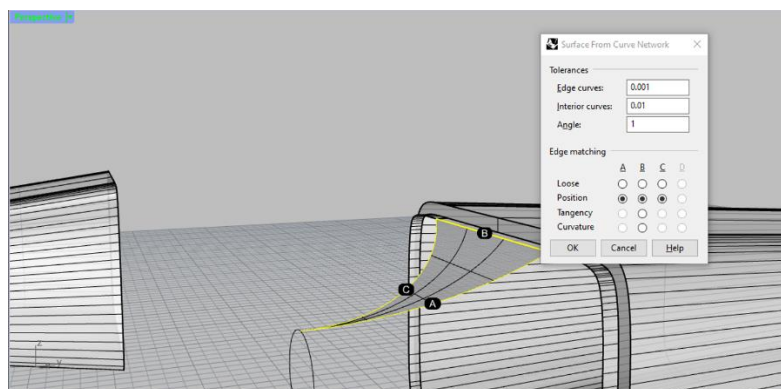 Perspective
Surface From Curve Network
Tolerances
Edge curves: 0.001
Interior curves: 0.01
Angle: 1
Edge matching
A B C D
Loose
Position
Tangency
Curvature
OK Cancel Help
B
C
A
z
y